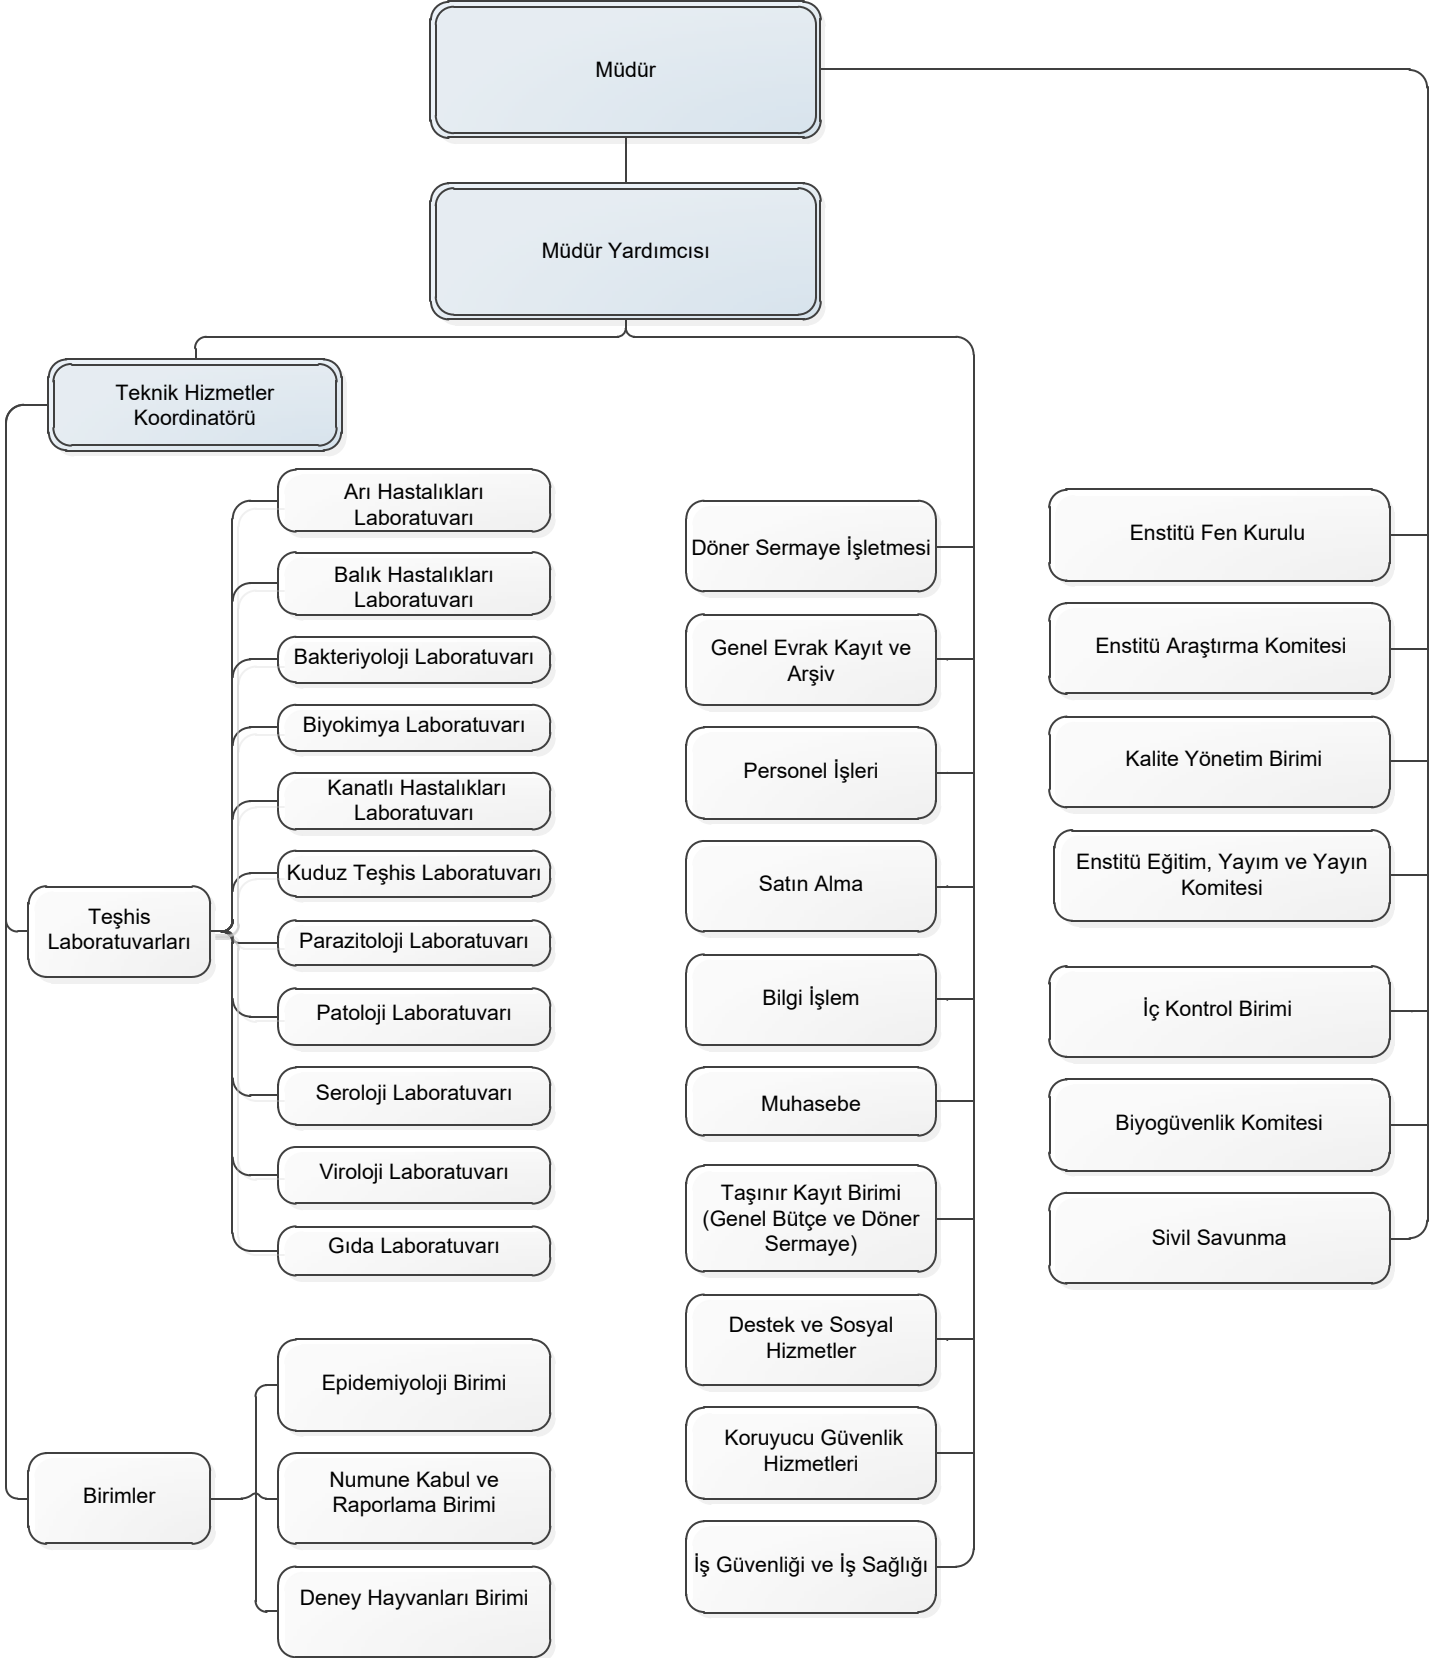 Müdür
Müdür Yardımcısı
Teknik Hizmetler
Koordinatörü
Teşhis
Laboratuvarları
Arı Hastalıkları
Laboratuvarı
Balık Hastalıkları
Laboratuvarı
Bakteriyoloji Laboratuvarı
Biyokimya Laboratuvarı
Kanatlı Hastalıkları
Laboratuvarı
Kuduz Teşhis Laboratuvarı
Parazitoloji Laboratuvarı
Patoloji Laboratuvarı
Seroloji Laboratuvarı
Viroloji Laboratuvarı
Gıda Laboratuvarı
Birimler
Epidemiyoloji Birimi
Numune Kabul ve
Raporlama Birimi
Deney Hayvanları Birimi
Döner Sermaye İşletmesi
Genel Evrak Kayıt ve
Arşiv
Personel İşleri
Satın Alma
Bilgi İşlem
Muhasebe
Taşınır Kayıt Birimi
(Genel Bütçe ve Döner
Sermaye)
Destek ve Sosyal
Hizmetler
Koruyucu Güvenlik
Hizmetleri
İş Güvenliği ve İş Sağlığı
Enstitü Fen Kurulu
Enstitü Araştırma Komitesi
Kalite Yönetim Birimi
Enstitü Eğitim, Yayım ve Yayın
Komitesi
İç Kontrol Birimi
Biyogüvenlik Komitesi
Sivil Savunma